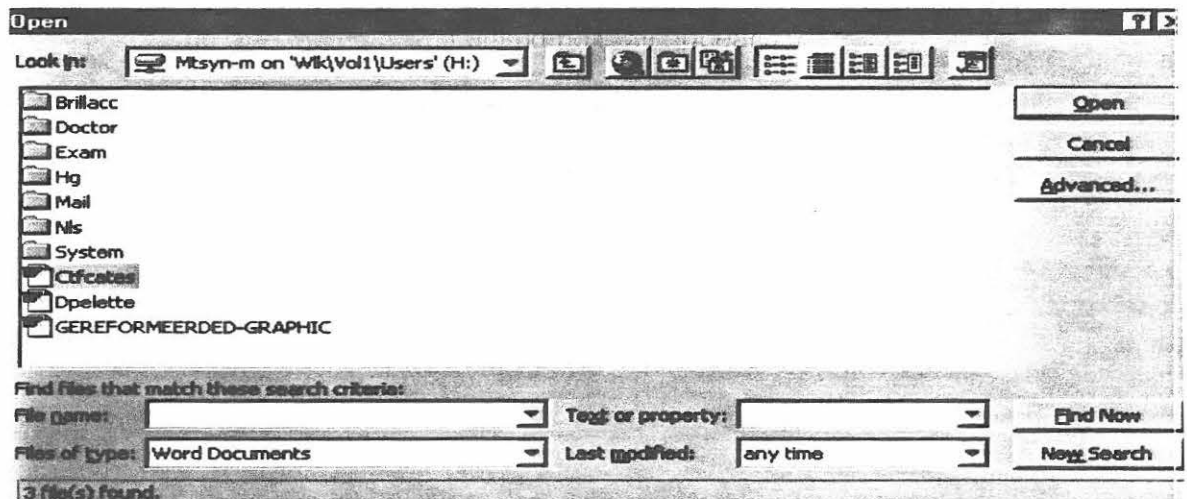 Open
Look in: Mtsyn-m on 'Wlk\Vol1\Users' (H:)
Brillacc
Doctor
Exam
Hg
Mail
Nls
System
Ctfcates
Dpelette
GEREFORMEERDED-GRAPHIC
Open
Cancel
Advanced...
Find files that match these search criteria:
File name: Text or property: Find Now
Files of type: Word Documents Last modified: any time New Search
3 file(s) found.